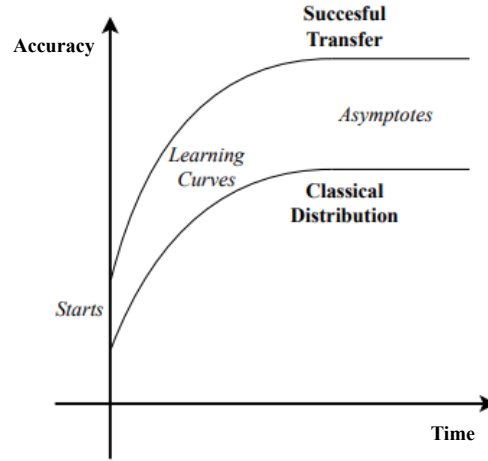 Succesful
Transfer
Accuracy
Asymptotes
Learning
Curves
Classical
Distribution
Starts
Time